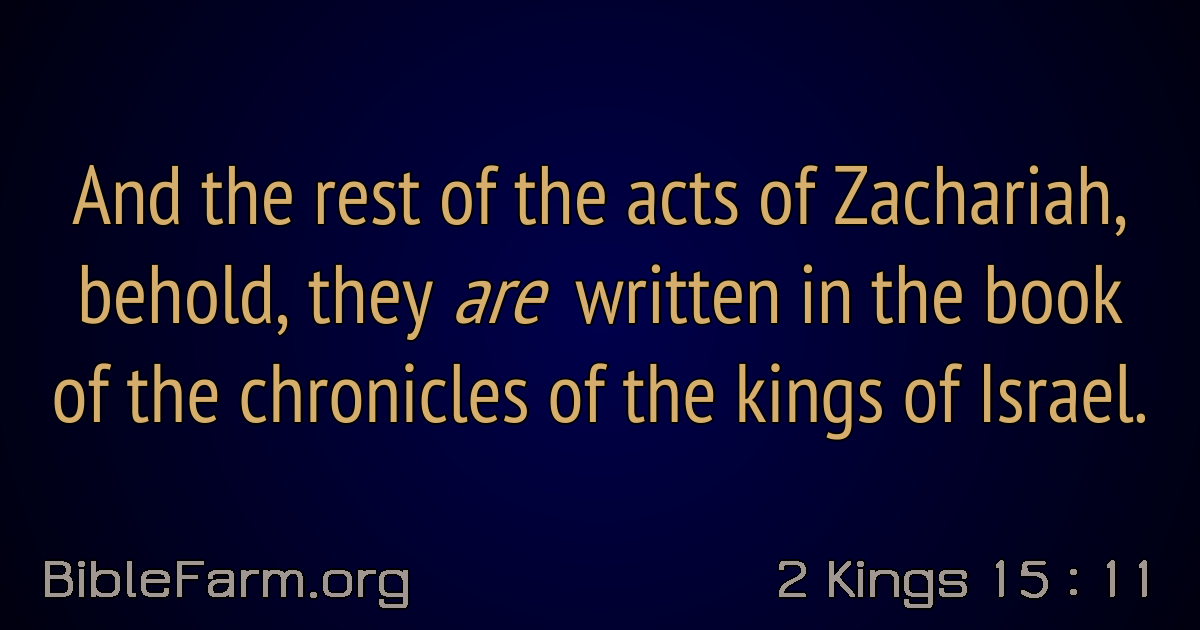 And the rest of the acts of Zachariah,
behold, they are written in the book
of the chronicles of the kings of Israel.
BibleFarm.org
2 Kings 15 : 11